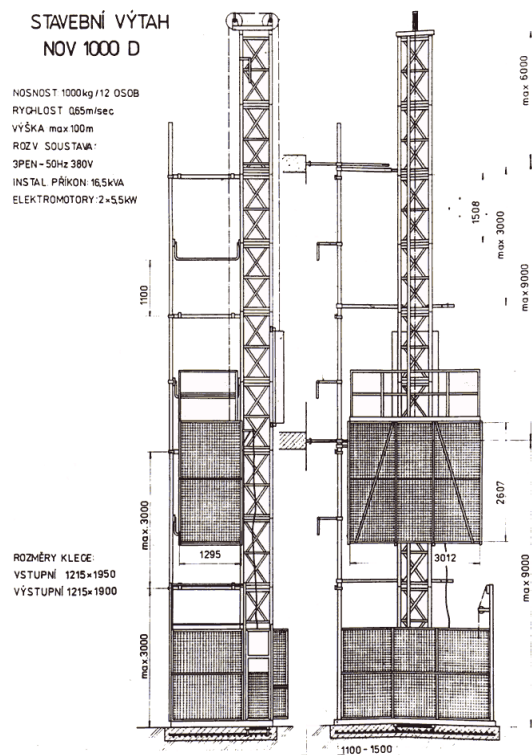 STAVEBNÍ VÝTAH
NOV 1000 D
NOSNOST 1000kg/12 OSOB
RYCHLOST 0,65m/sec
VÝŠKA max 100m
ROZV. SOUSTAVA:
3PEN-50Hz 380V
INSTAL. PŘÍKON: 16,5kVA
ELEKTROMOTORY: 2×5,5kW
max 6000
1508
max 3000
max 9000
1100
2607
max 3000
1295
3012
ROZMĚRY KLECE:
VSTUPNÍ 1215×1950
VÝSTUPNÍ 1215×1900
max 9000
max 3000
1100-1500